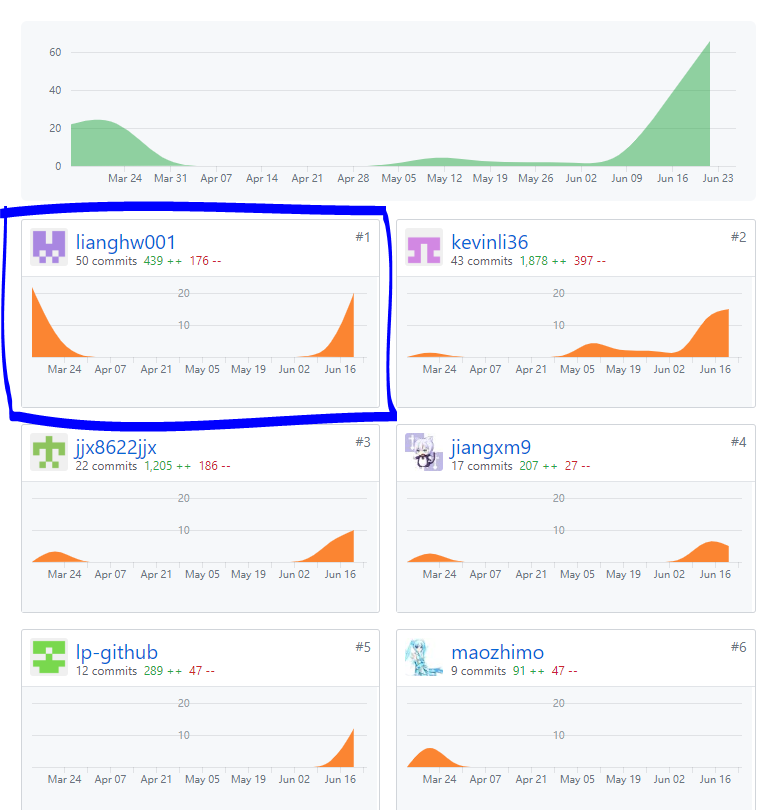 60
40
20
0
Mar 24 Mar 31 Apr 07 Apr 14 Apr 21 Apr 28 May 05 May 12 May 19 May 26 Jun 02 Jun 09 Jun 16 Jun 23
lianghw001 #1
50 commits 439 ++ 176 --
20
10
Mar 24 Apr 07 Apr 21 May 05 May 19 Jun 02 Jun 16
kevinli36 #2
43 commits 1,878 ++ 397 --
20
10
Mar 24 Apr 07 Apr 21 May 05 May 19 Jun 02 Jun 16
jjx8622jjx #3
22 commits 1,205 ++ 186 --
20
10
Mar 24 Apr 07 Apr 21 May 05 May 19 Jun 02 Jun 16
jiangxm9 #4
17 commits 207 ++ 27 --
20
10
Mar 24 Apr 07 Apr 21 May 05 May 19 Jun 02 Jun 16
lp-github #5
12 commits 289 ++ 47 --
20
10
Mar 24 Apr 07 Apr 21 May 05 May 19 Jun 02 Jun 16
maozhimo #6
9 commits 91 ++ 47 --
20
10
Mar 24 Apr 07 Apr 21 May 05 May 19 Jun 02 Jun 16